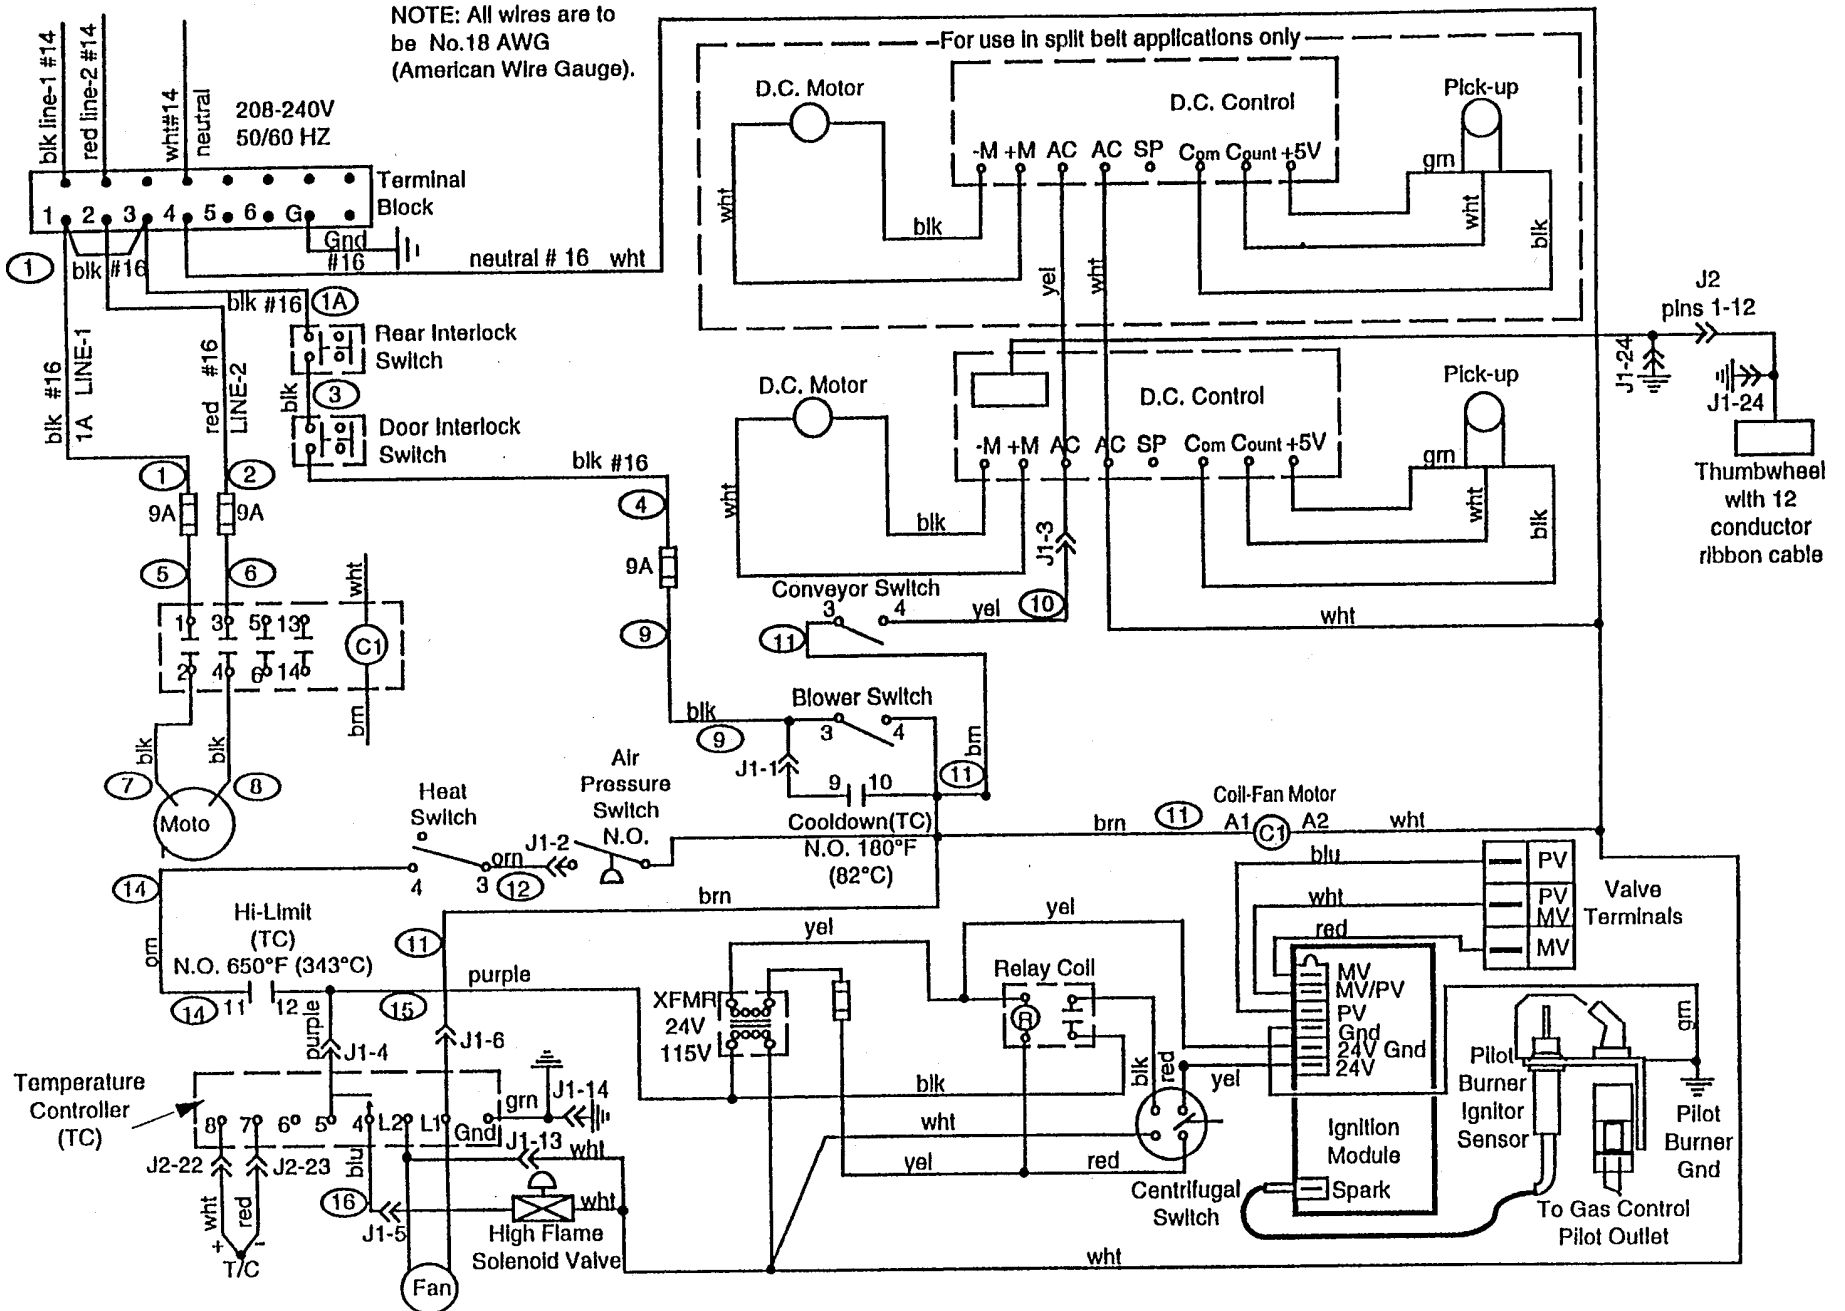 NOTE: All wires are to
be No.18 AWG
(American Wire Gauge).
blk line-1 #14
red line-2 #14
wht#14
neutral
208-240V
50/60 HZ
Terminal
Block
1 2 3 4 5 6 G
Gnd
#16
blk #16
1
neutral # 16 wht
blk #16
1A
Rear Interlock
Switch
blk
3
Door Interlock
Switch
blk #16
1A LINE-1
red #16
LINE-2
1
2
9A
9A
5
6
blk #16
4
9A
9
1 3 5 13
2 4 6 14
C1
wht
brn
blk
blk
7
8
Moto
For use in split belt applications only
D.C. Motor
D.C. Control
Pick-up
-M +M AC AC SP Com Count +5V
grn
wht
blk
wht
blk
yel
wht
J2
pins 1-12
J1-24
J1-24
Thumbwheel
with 12
conductor
ribbon cable
D.C. Motor
D.C. Control
Pick-up
-M +M AC AC SP Com Count +5V
grn
wht
blk
wht
blk
J1-3
Conveyor Switch
3 4
yel
10
11
wht
Blower Switch
3 4
blk
9
J1-1
9 10
brn
11
Cooldown(TC)
N.O. 180°F
(82°C)
Air
Pressure
Switch
N.O.
Heat
Switch
J1-2
orn
4 3
12
14
orn
Hi-Limit
(TC)
N.O. 650°F (343°C)
14
11 12
brn
11
Coil-Fan Motor
A1 C1 A2
wht
brn
11
purple
15
purple
J1-4
J1-6
Temperature
Controller
(TC)
8 7 6 5 4 L2 L1 Gnd
grn
J1-14
J1-13
wht
J2-22
J2-23
wht
red
+ -
T/C
blu
16
J1-5
wht
High Flame
Solenoid Valve
Fan
yel
XFMR
24V
115V
yel
Relay Coil
R
blk
wht
yel
red
blk
red
yel
Centrifugal
Switch
wht
blu
wht
red
PV
PV
MV
MV
Valve
Terminals
MV
MV/PV
PV
Gnd
24V Gnd
24V
Ignition
Module
Spark
grn
Pilot
Burner
Ignitor
Sensor
Pilot
Burner
Gnd
To Gas Control
Pilot Outlet